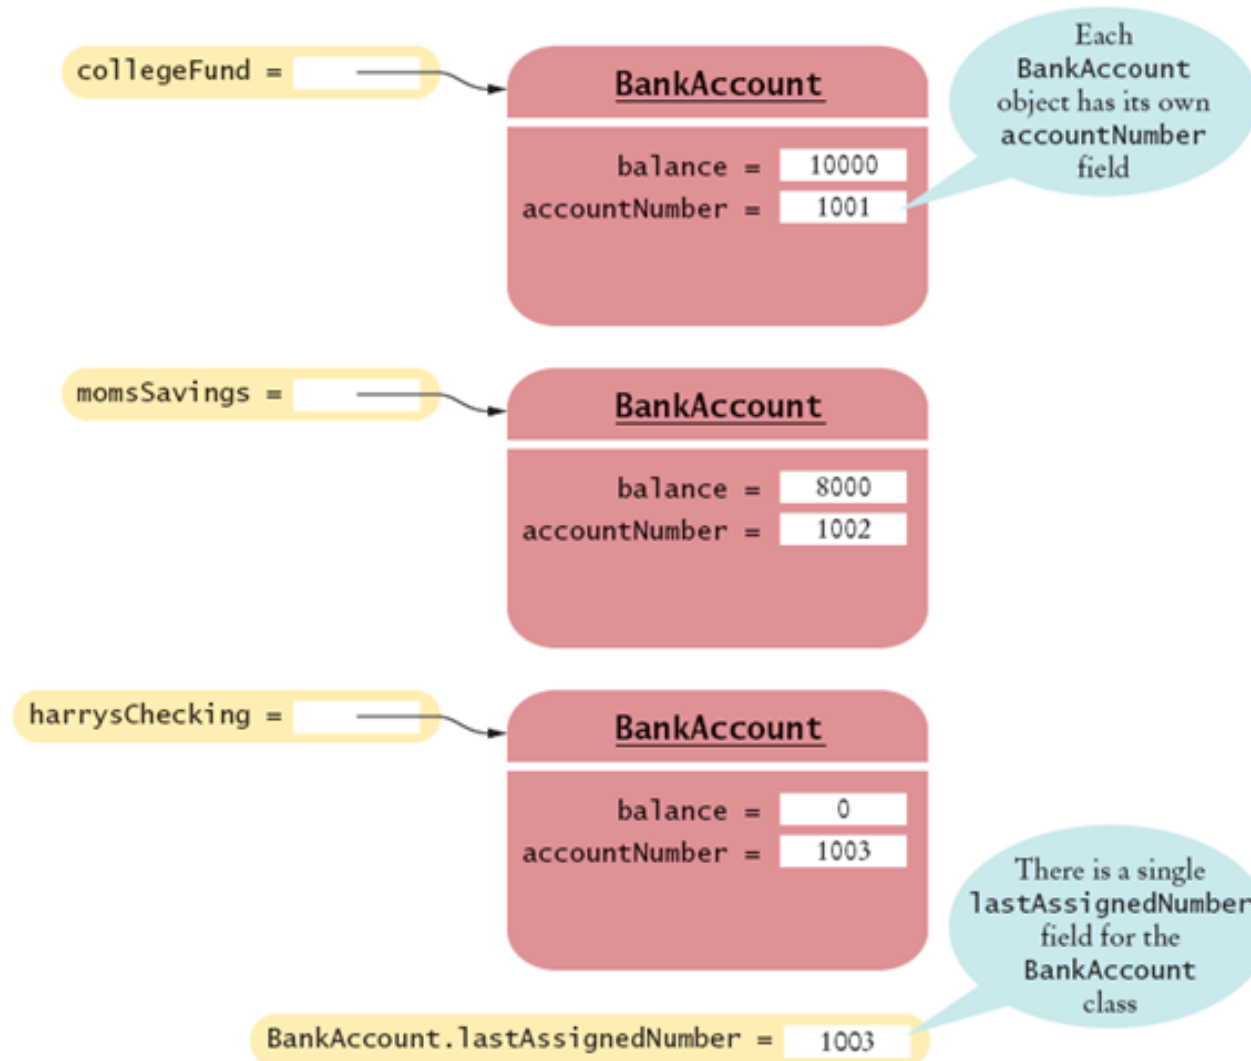 collegeFund =
BankAccount
balance = 10000
accountNumber = 1001
Each
BankAccount
object has its own
accountNumber
field
momsSavings =
BankAccount
balance = 8000
accountNumber = 1002
harrysChecking =
BankAccount
balance = 0
accountNumber = 1003
There is a single
lastAssignedNumber
field for the
BankAccount
class
BankAccount.lastAssignedNumber = 1003